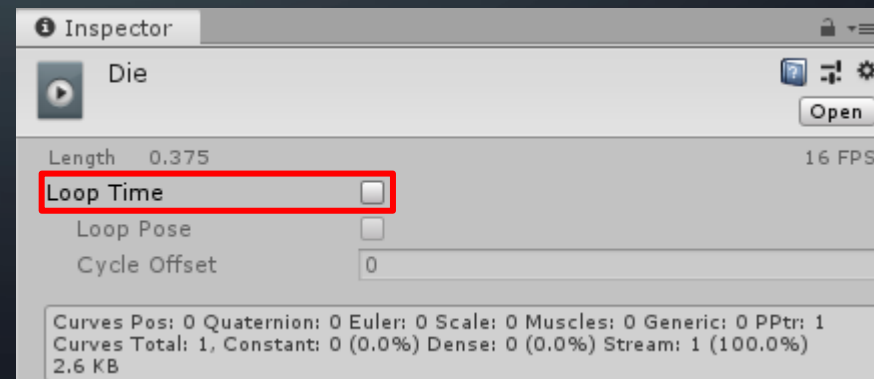 Inspector
Die
Open
Length 0.375 16 FPS
Loop Time
Loop Pose
Cycle Offset 0
Curves Pos: 0 Quaternion: 0 Euler: 0 Scale: 0 Muscles: 0 Generic: 0 PPtr: 1
Curves Total: 1, Constant: 0 (0.0%) Dense: 0 (0.0%) Stream: 1 (100.0%)
2.6 KB